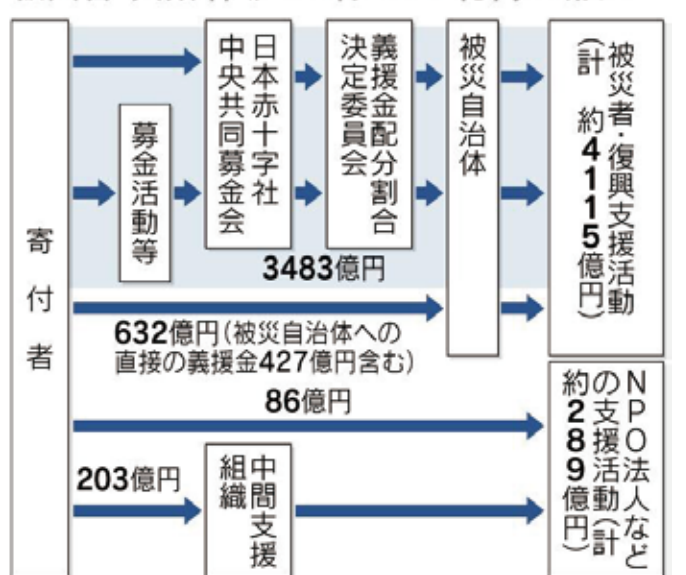 寄付者
募金活動等
日本赤十字社
中央共同募金会
義援金配分割合
決定委員会
被災自治体
被災者・復興支援活動
(計 約4115億円)
3483億円
632億円(被災自治体への
直接の義援金427億円含む)
86億円
203億円
中間支援
組織
NPO法人など
の支援活動(計
約289億円)